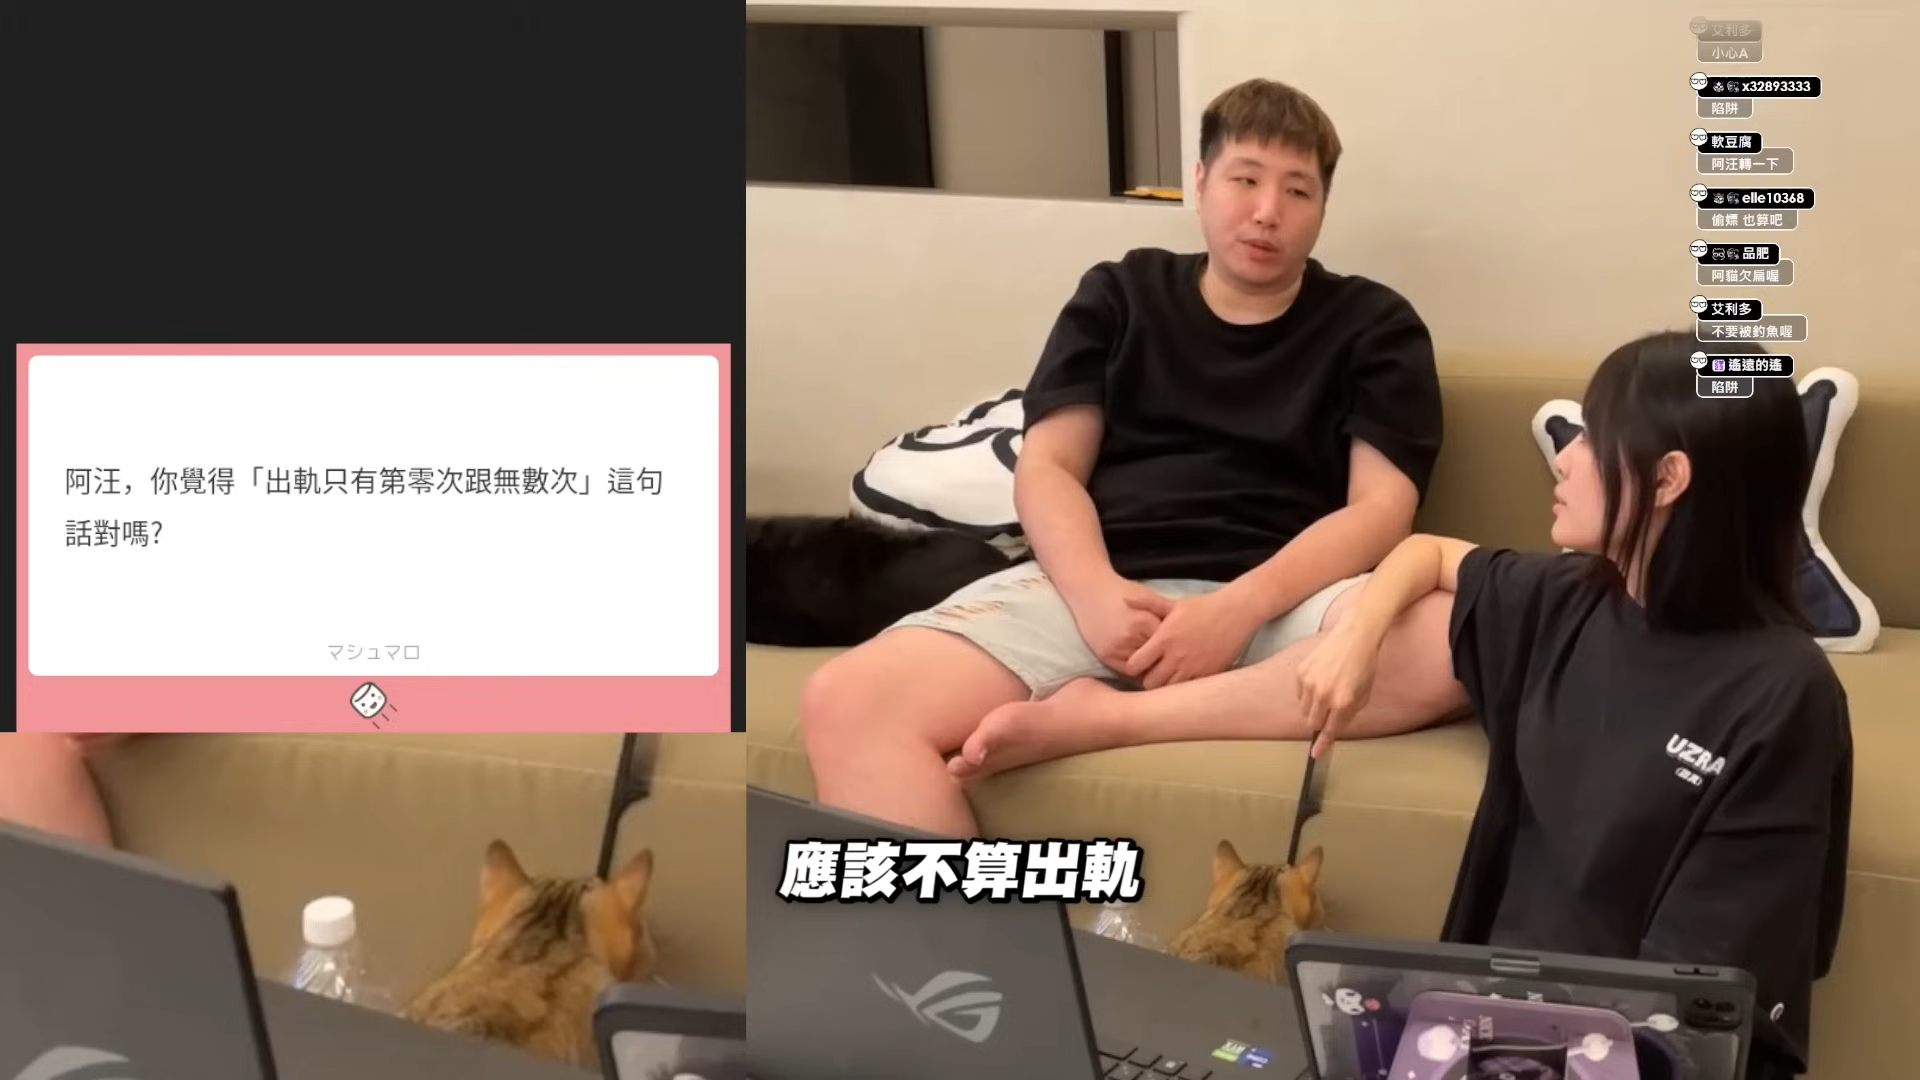 阿汪，你覺得「出軌只有第零次跟無數次」這句
話對嗎?
マシュマロ
艾利多
小心A
x32893333
陷阱
軟豆腐
阿汪轉一下
elle10368
偷嫖 也算吧
品肥
阿貓欠扁喔
艾利多
不要被釣魚喔
遙遠的遙
陷阱
UZRA
應該不算出軌